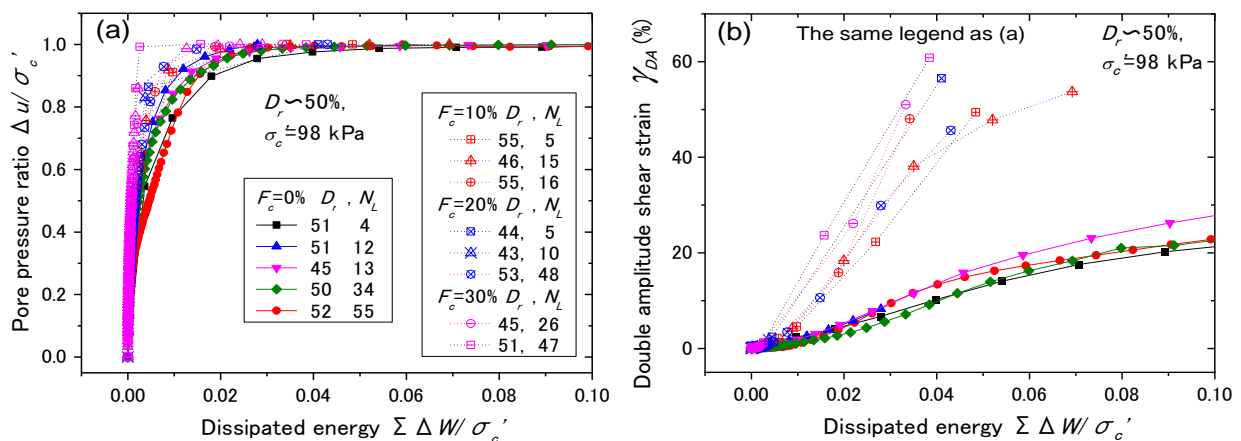 (a)
Pore pressure ratio Δu/σc'
1.0
0.8
0.6
0.4
0.2
0.0
Dr∽50%,
σc'=98 kPa
Fc=0% Dr , NL
51 4
51 12
45 13
50 34
52 55
Fc=10% Dr , NL
55, 5
46, 15
55, 16
Fc=20% Dr, NL
44, 5
43, 10
53, 48
Fc=30% Dr, NL
45, 26
51, 47
0.00 0.02 0.04 0.06 0.08 0.10
Dissipated energy Σ ΔW/σc'
(b)
Double amplitude shear strain γDA (%)
The same legend as (a)
Dr∽50%,
σc'=98 kPa
60
40
20
0
0.00 0.02 0.04 0.06 0.08 0.10
Dissipated energy Σ ΔW/σc'